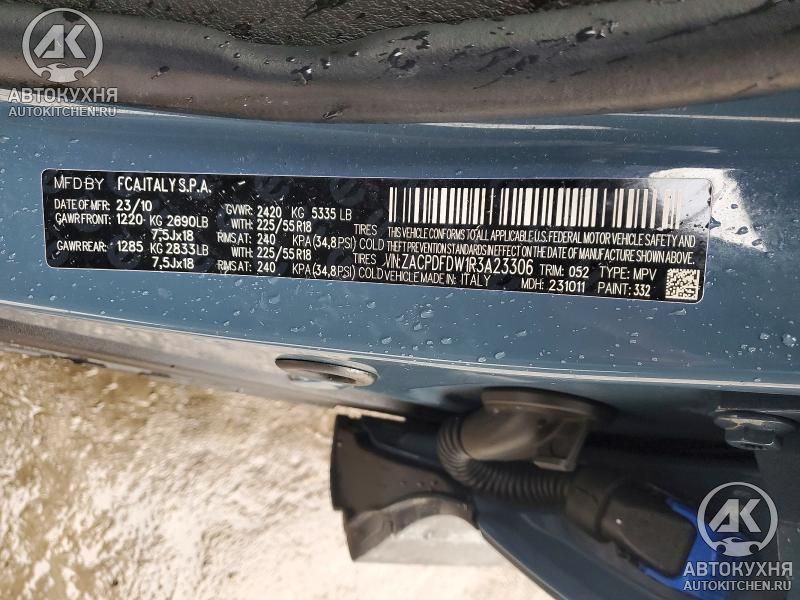 AK
АВТОКУХНЯ
AUTOKITCHEN.RU
MFD BY FCA.ITALY S.P.A.
DATE OF MFR: 23/10 GVWR: 2420 KG 5335 LB
GAWR FRONT: 1220 KG 2690LB WITH: 225/55R18 TIRES
7,5Jx18 RIMS AT: 240 KPA (34,8PSI) COLD
GAWR REAR: 1285 KG 2833LB WITH: 225/55R18 TIRES
7,5Jx18 RIMS AT: 240 KPA (34,8PSI) COLD
THIS VEHICLE CONFORMS TO ALL APPLICABLE U.S. FEDERAL MOTOR VEHICLE SAFETY AND
THEFT PREVENTION STANDARDS IN EFFECT ON THE DATE OF MANUFACTURE SHOWN ABOVE.
VIN: ZACPDFDW1R3A23306 TRIM: 052 TYPE: MPV
VEHICLE MADE IN: ITALY MDH: 231011 PAINT: 332
AK
АВТОКУХНЯ
AUTOKITCHEN.RU